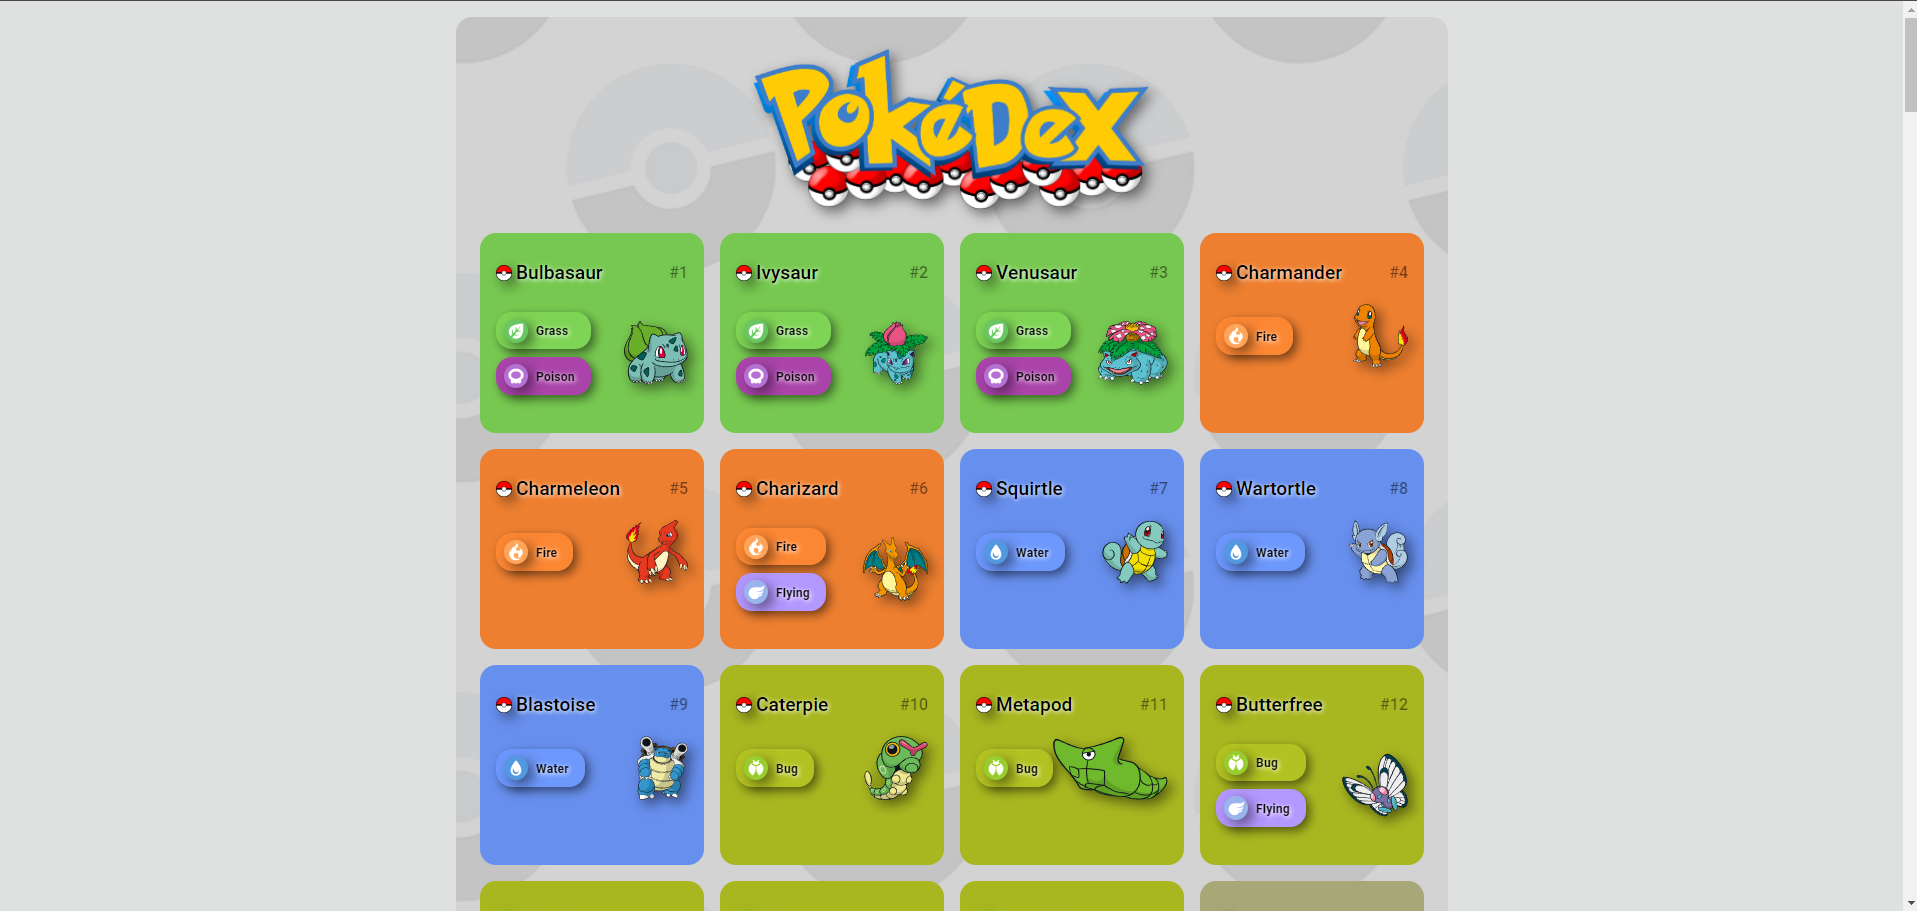 PokéDex
Bulbasaur #1
Grass
Poison
Ivysaur #2
Grass
Poison
Venusaur #3
Grass
Poison
Charmander #4
Fire
Charmeleon #5
Fire
Charizard #6
Fire
Flying
Squirtle #7
Water
Wartortle #8
Water
Blastoise #9
Water
Caterpie #10
Bug
Metapod #11
Bug
Butterfree #12
Bug
Flying